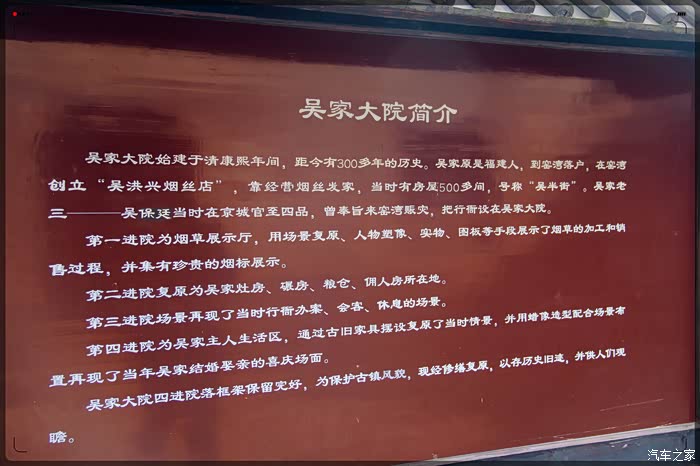 吴家大院简介
吴家大院始建于清康熙年间，距今有300多年的历史。吴家原是福建人，到窑湾落户，在窑湾
创立“吴洪兴烟丝店”，靠经营烟丝发家，当时有房屋500多间，号称“吴半街”。吴家老
三———吴保廷当时在京城官至四品，曾奉旨来窑湾赈灾，把行衙设在吴家大院。
第一进院为烟草展示厅，用场景复原、人物塑像、实物、图板等手段展示了烟草的加工和销
售过程，并集有珍贵的烟标展示。
第二进院复原为吴家灶房、碾房、粮仓、佣人房所在地。
第三进院场景再现了当时行衙办案、会客、休息的场景。
第四进院为吴家主人生活区，通过古旧家具摆设复原了当时情景，并用蜡像造型配合场景布
置再现了当年吴家结婚娶亲的喜庆场面。
吴家大院四进院落框架保留完好，为保护古镇风貌，现经修缮复原，以存历史旧迹，并供人们观
瞻。
汽车之家